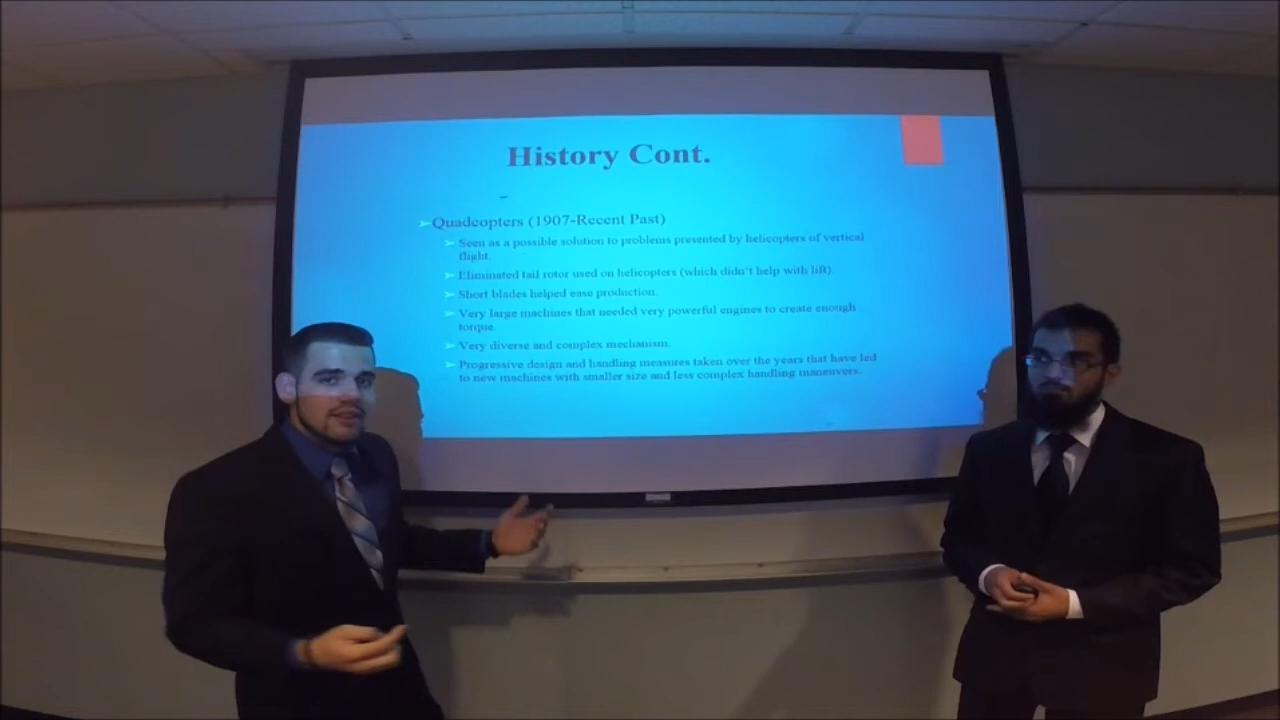 History Cont.
➢Quadcopters (1907-Recent Past)
➢ Seen as a possible solution to problems presented by helicopters of vertical
flight.
➢ Eliminated tail rotor used on helicopters (which didn't help with lift).
➢ Short blades helped ease production.
➢ Very large machines that needed very powerful engines to create enough
torque.
➢ Very diverse and complex mechanism.
➢ Progressive design and handling measures taken over the years that have led
to new machines with smaller size and less complex handling maneuvers.